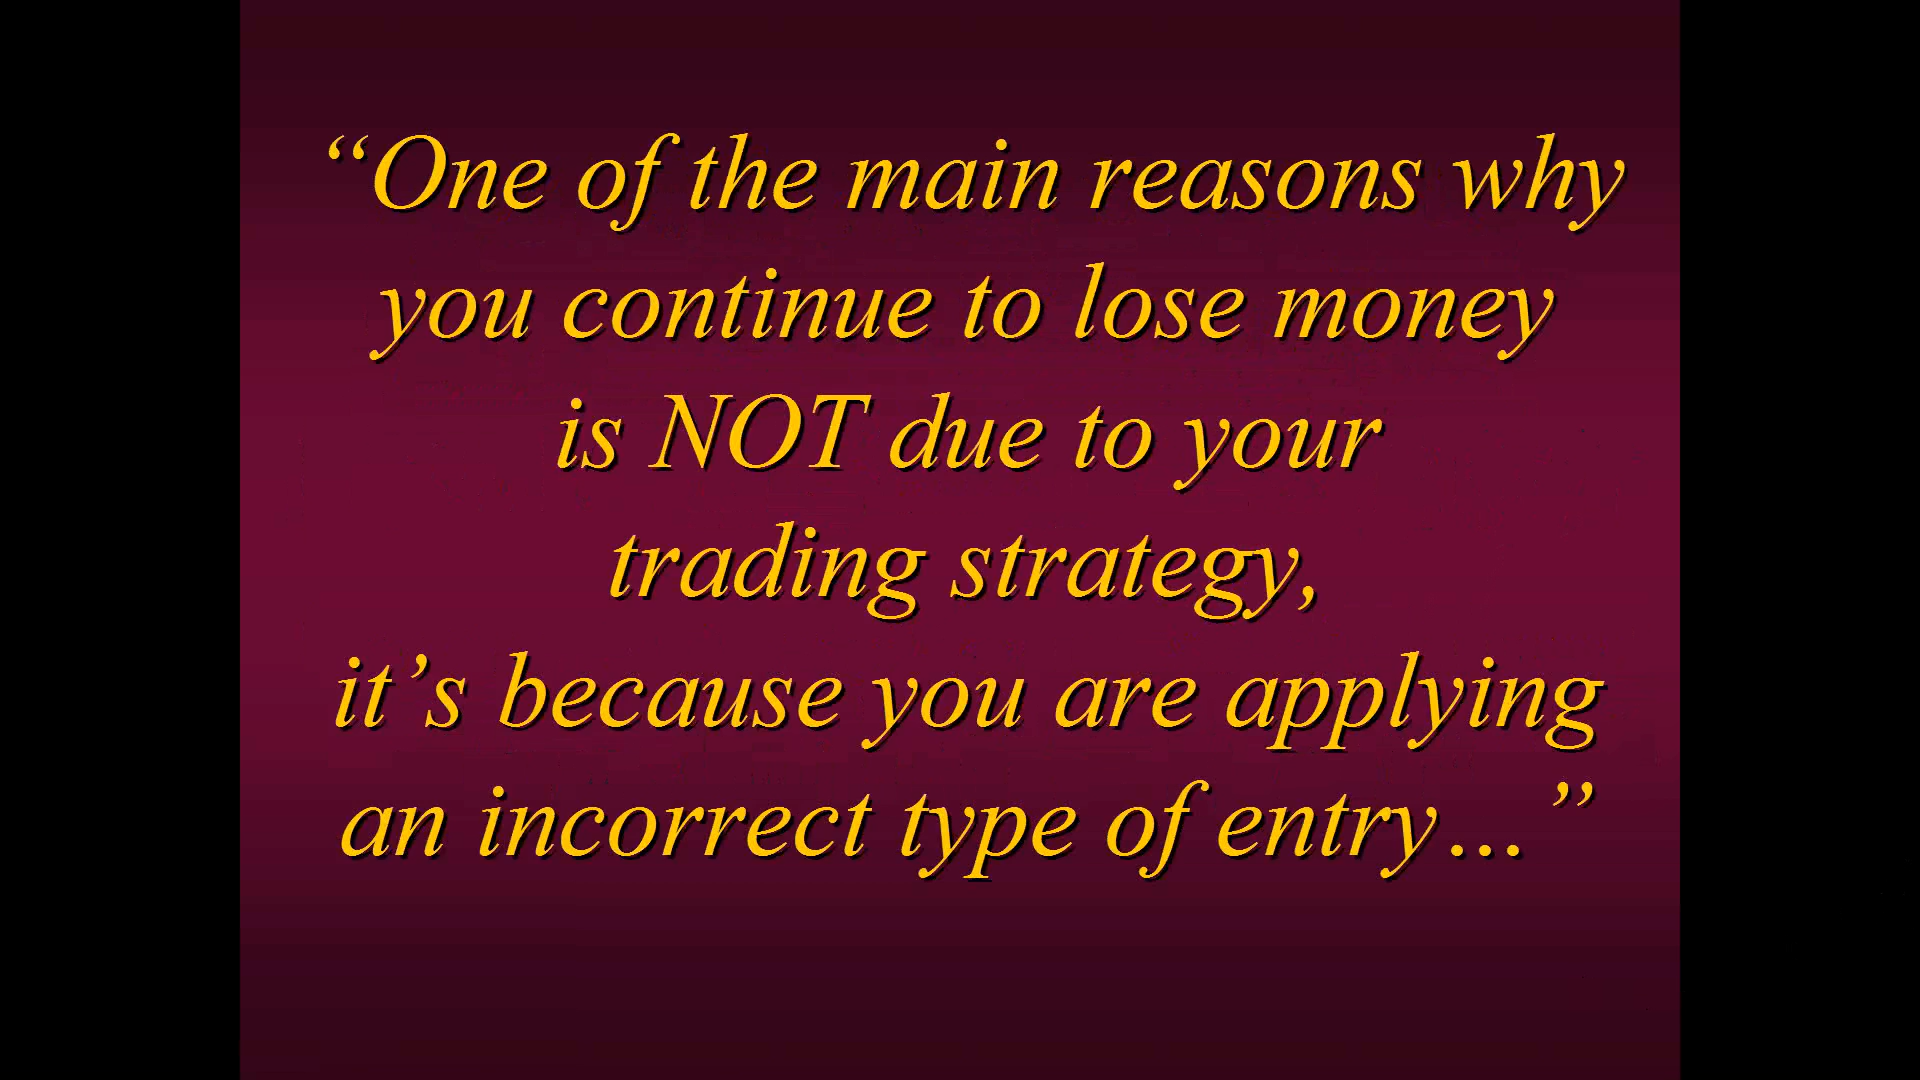 “One of the main reasons why
you continue to lose money
is NOT due to your
trading strategy,
it’s because you are applying
an incorrect type of entry…”